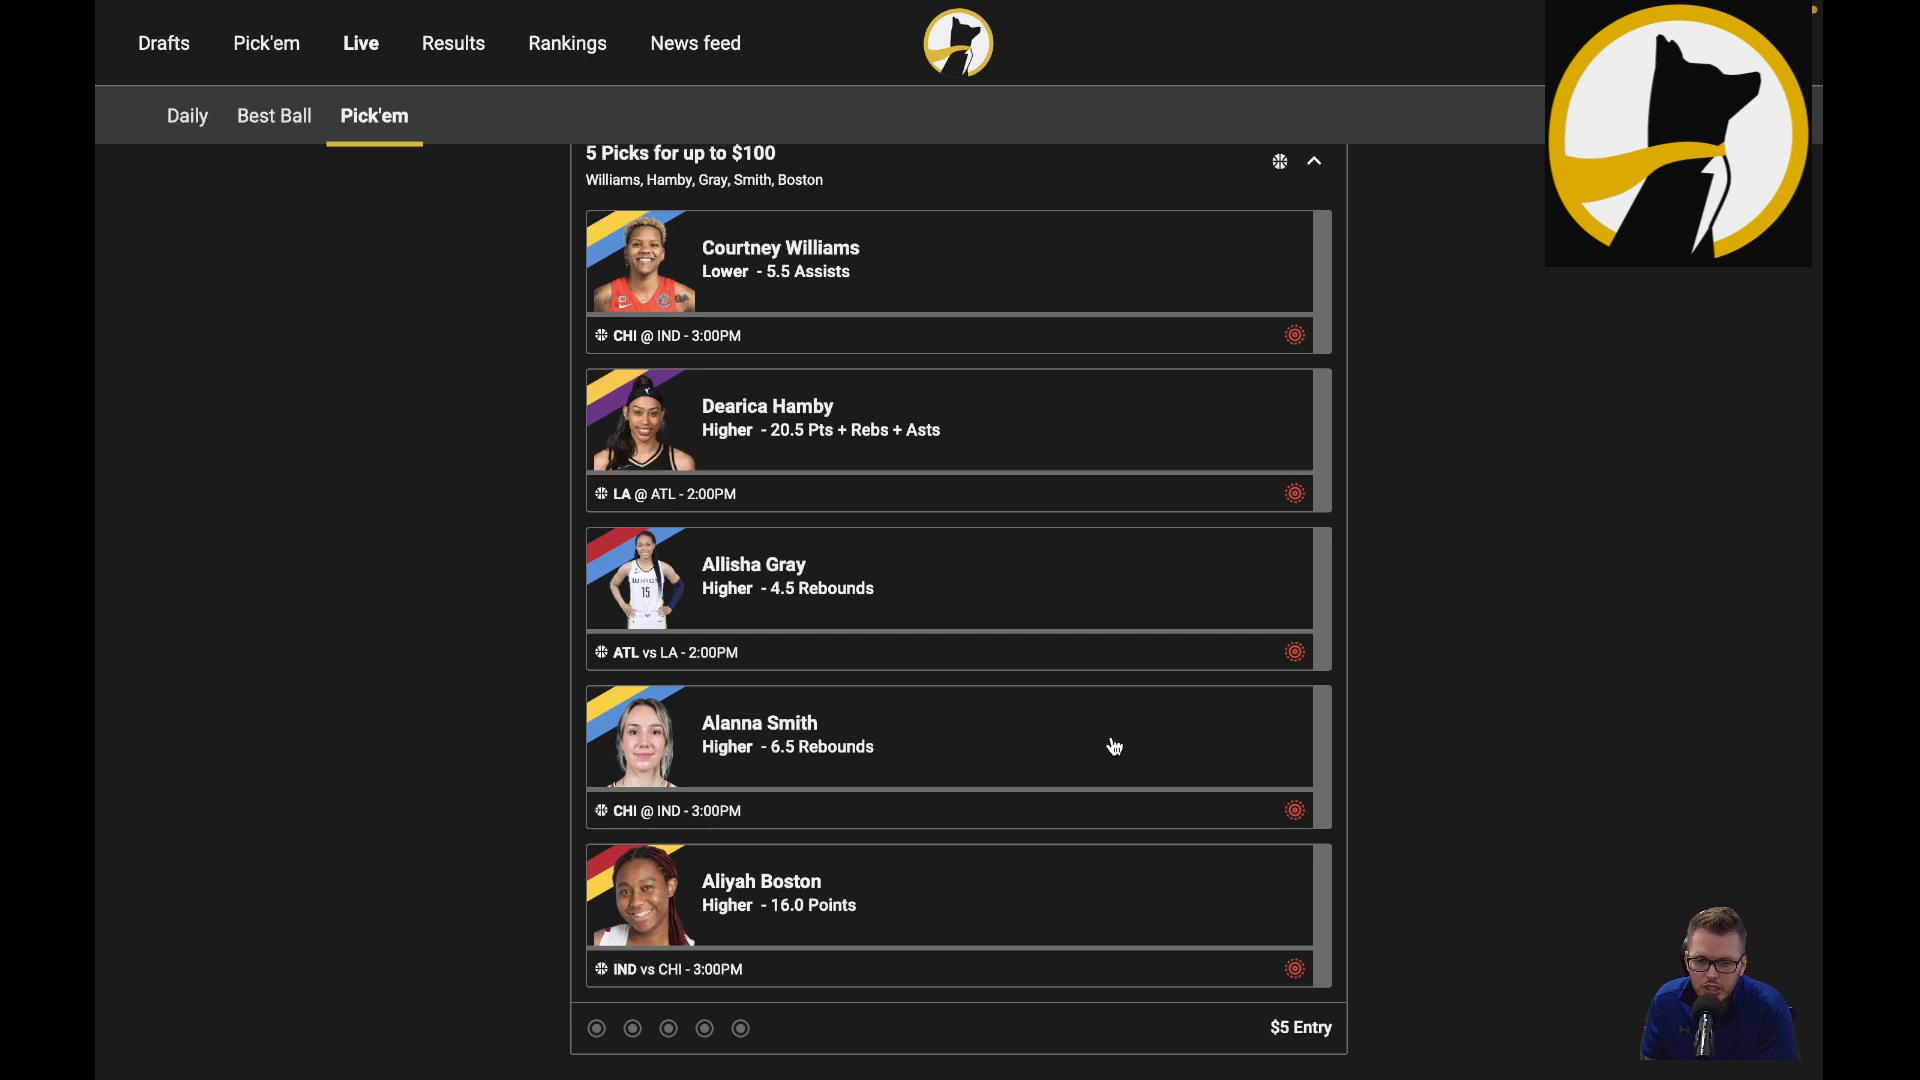 Drafts Pick'em Live Results Rankings News feed
Daily Best Ball Pick'em
5 Picks for up to $100
Williams, Hamby, Gray, Smith, Boston
Courtney Williams
Lower - 5.5 Assists
CHI @ IND - 3:00PM
Dearica Hamby
Higher - 20.5 Pts + Rebs + Asts
LA @ ATL - 2:00PM
Allisha Gray
Higher - 4.5 Rebounds
WINGS
15
ATL vs LA - 2:00PM
Alanna Smith
Higher - 6.5 Rebounds
CHI @ IND - 3:00PM
Aliyah Boston
Higher - 16.0 Points
IND vs CHI - 3:00PM
$5 Entry